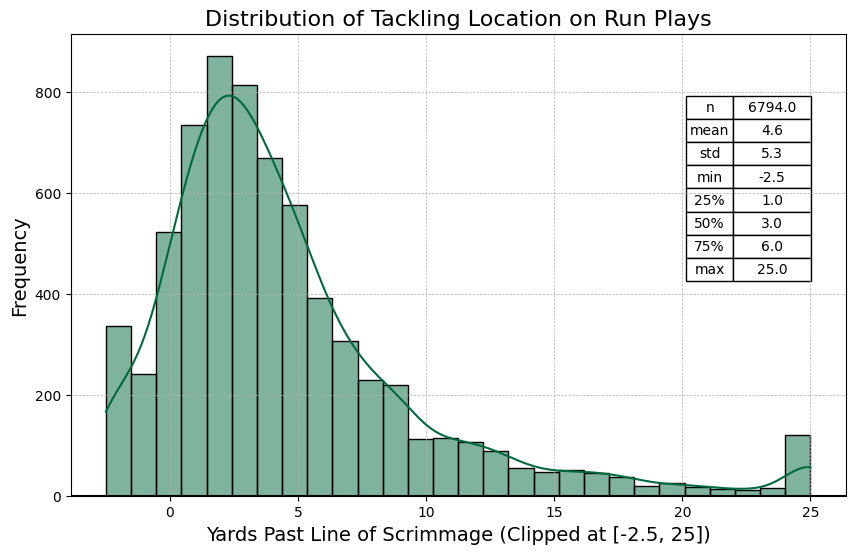 Distribution of Tackling Location on Run Plays
Frequency
800
600
400
200
0
n 6794.0
mean 4.6
std 5.3
min -2.5
25% 1.0
50% 3.0
75% 6.0
max 25.0
0 5 10 15 20 25
Yards Past Line of Scrimmage (Clipped at [-2.5, 25])